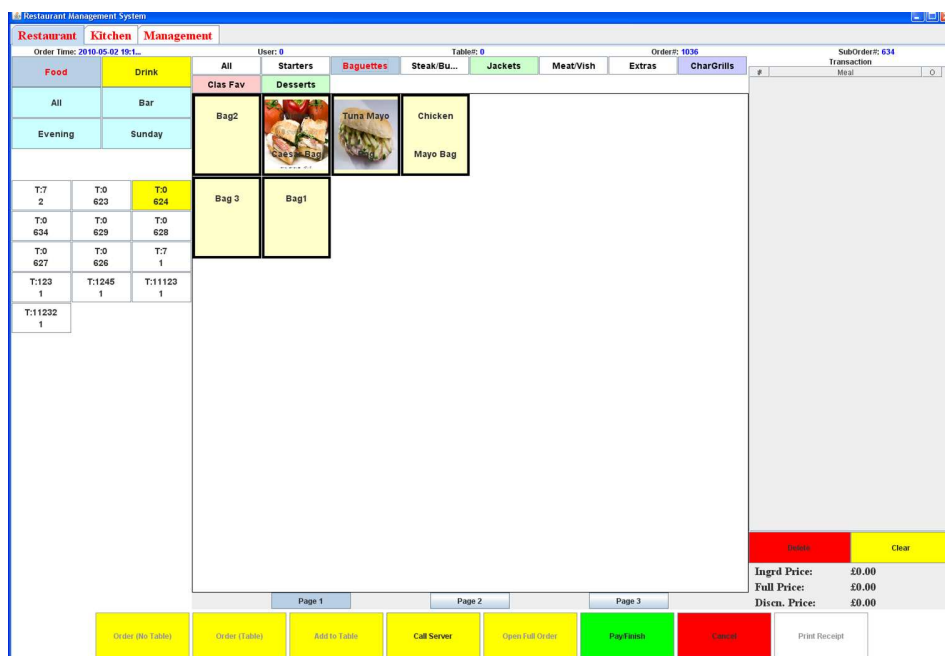 Restaurant Management System
Restaurant Kitchen Management
Order Time: 2010-05-02 19:1... User: 0 Table#: 0 Order#: 1036 SubOrder#: 634
Food Drink
All Bar
Evening Sunday
All Starters Baguettes Steak/Bu... Jackets Meat/Vish Extras CharGrills
Clas Fav Desserts
Transaction
# Meal O
T:7 T:0 T:0
2 623 624
T:0 T:0 T:0
634 629 628
T:0 T:0 T:7
627 626 1
T:123 T:1245 T:11123
1 1 1
T:11232
1
Bag2
Caesar Bag
Tuna Mayo
Bag
Chicken
Mayo Bag
Bag 3 Bag1
Delete Clear
Ingrd Price: £0.00
Full Price: £0.00
Discn. Price: £0.00
Page 1 Page 2 Page 3
Order (No Table) Order (Table) Add to Table Call Server Open Full Order Pay/Finish Cancel Print Receipt